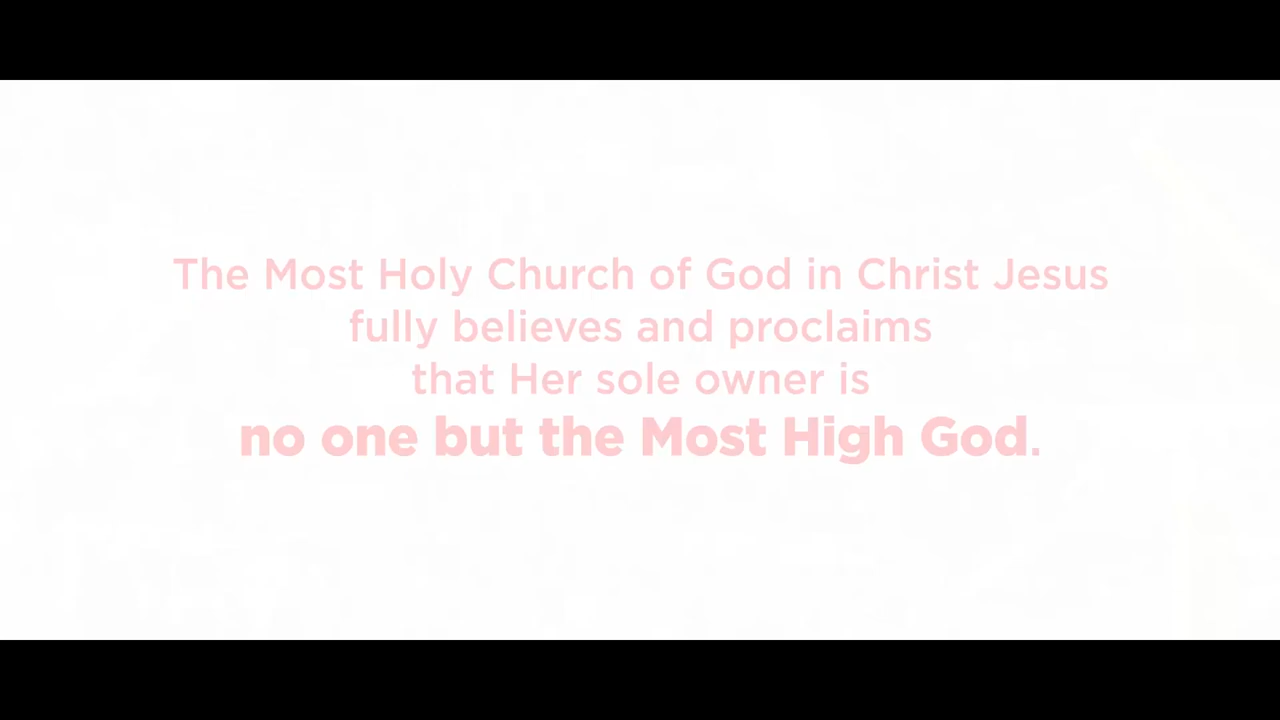 The Most Holy Church of God in Christ Jesus
fully believes and proclaims
that Her sole owner is
no one but the Most High God.